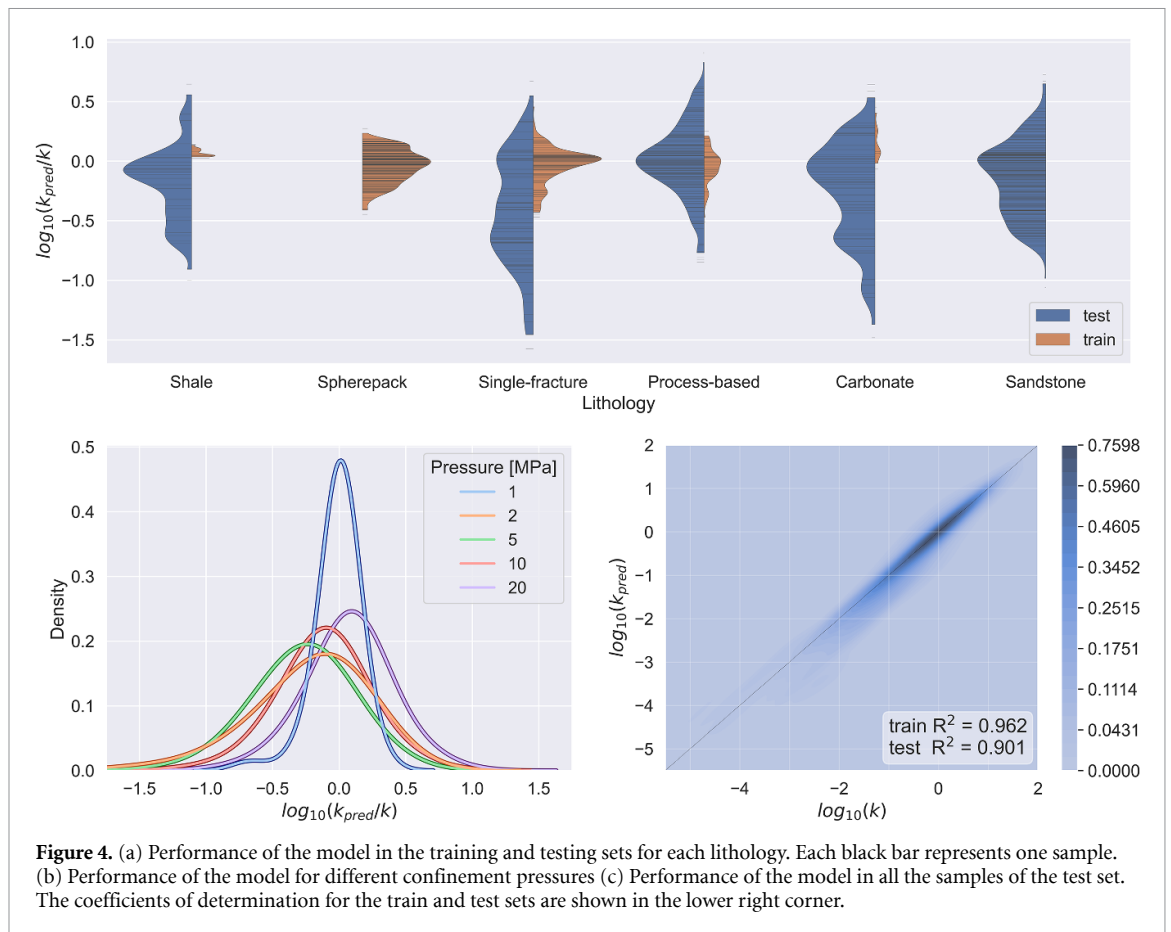 1.0
0.5
0.0
−0.5
−1.0
−1.5
log10(kpred/k)
test
train
Shale Spherepack Single-fracture Process-based Carbonate Sandstone
Lithology
0.5
0.4
0.3
0.2
0.1
0.0
Density
Pressure [MPa]
1
2
5
10
20
−1.5 −1.0 −0.5 0.0 0.5 1.0 1.5
log10(kpred/k)
2
1
0
−1
−2
−3
−4
−5
log10(kpred)
train R2 = 0.962
test R2 = 0.901
−4 −2 0 2
log10(k)
0.7598
0.5960
0.4605
0.3452
0.2515
0.1751
0.1114
0.0431
0.0000
Figure 4. (a) Performance of the model in the training and testing sets for each lithology. Each black bar represents one sample.
(b) Performance of the model for different confinement pressures (c) Performance of the model in all the samples of the test set.
The coefficients of determination for the train and test sets are shown in the lower right corner.